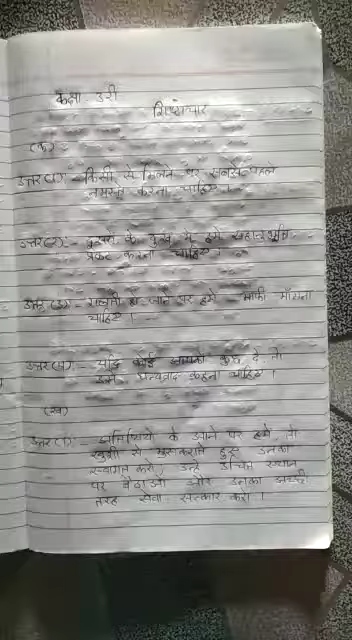 कक्षा 3री
शिष्टाचार
(क)
उत्तर (1):- किसी से मिलने पर सबसे पहले
नमस्ते करना चाहिए ।
उत्तर (2):- दूसरों के दुःख में हमें सहानुभूति
प्रकट करना चाहिए ।
उत्तर (3):- गलती हो जाने पर हमें माफी माँगना
चाहिए ।
उत्तर (4):- यदि कोई आपको कुछ दे तो
उसे धन्यवाद कहना चाहिए ।
(ख)
उत्तर (1):- अतिथियों के आने पर हमें
खुशी से मुस्कराते हुए उनका
स्वागत करो, उन्हें उचित स्थान
पर बैठाओ और उनका अच्छी
तरह सेवा - सत्कार करो ।